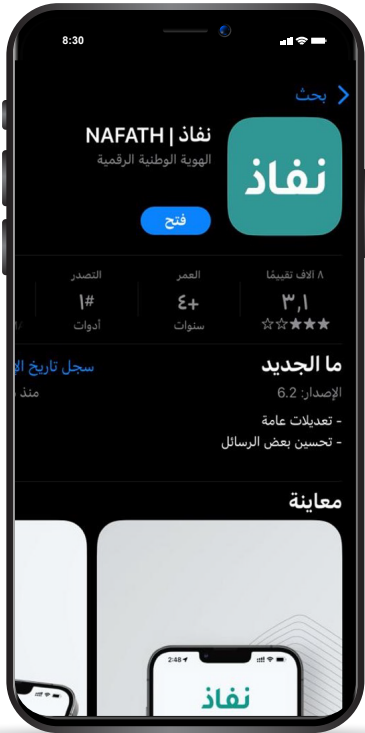 8:30
بحث
نفاذ | NAFATH
الهوية الوطنية الرقمية
نفاذ
فتح
٨ آلاف تقييمًا
العمر
التصدر
٣,١
+٤
#١
سنوات
أدوات
ما الجديد
سجل تاريخ
الإصدار: 6.2
منذ
- تعديلات عامة
- تحسين بعض الرسائل
معاينة
2:48
نفاذ